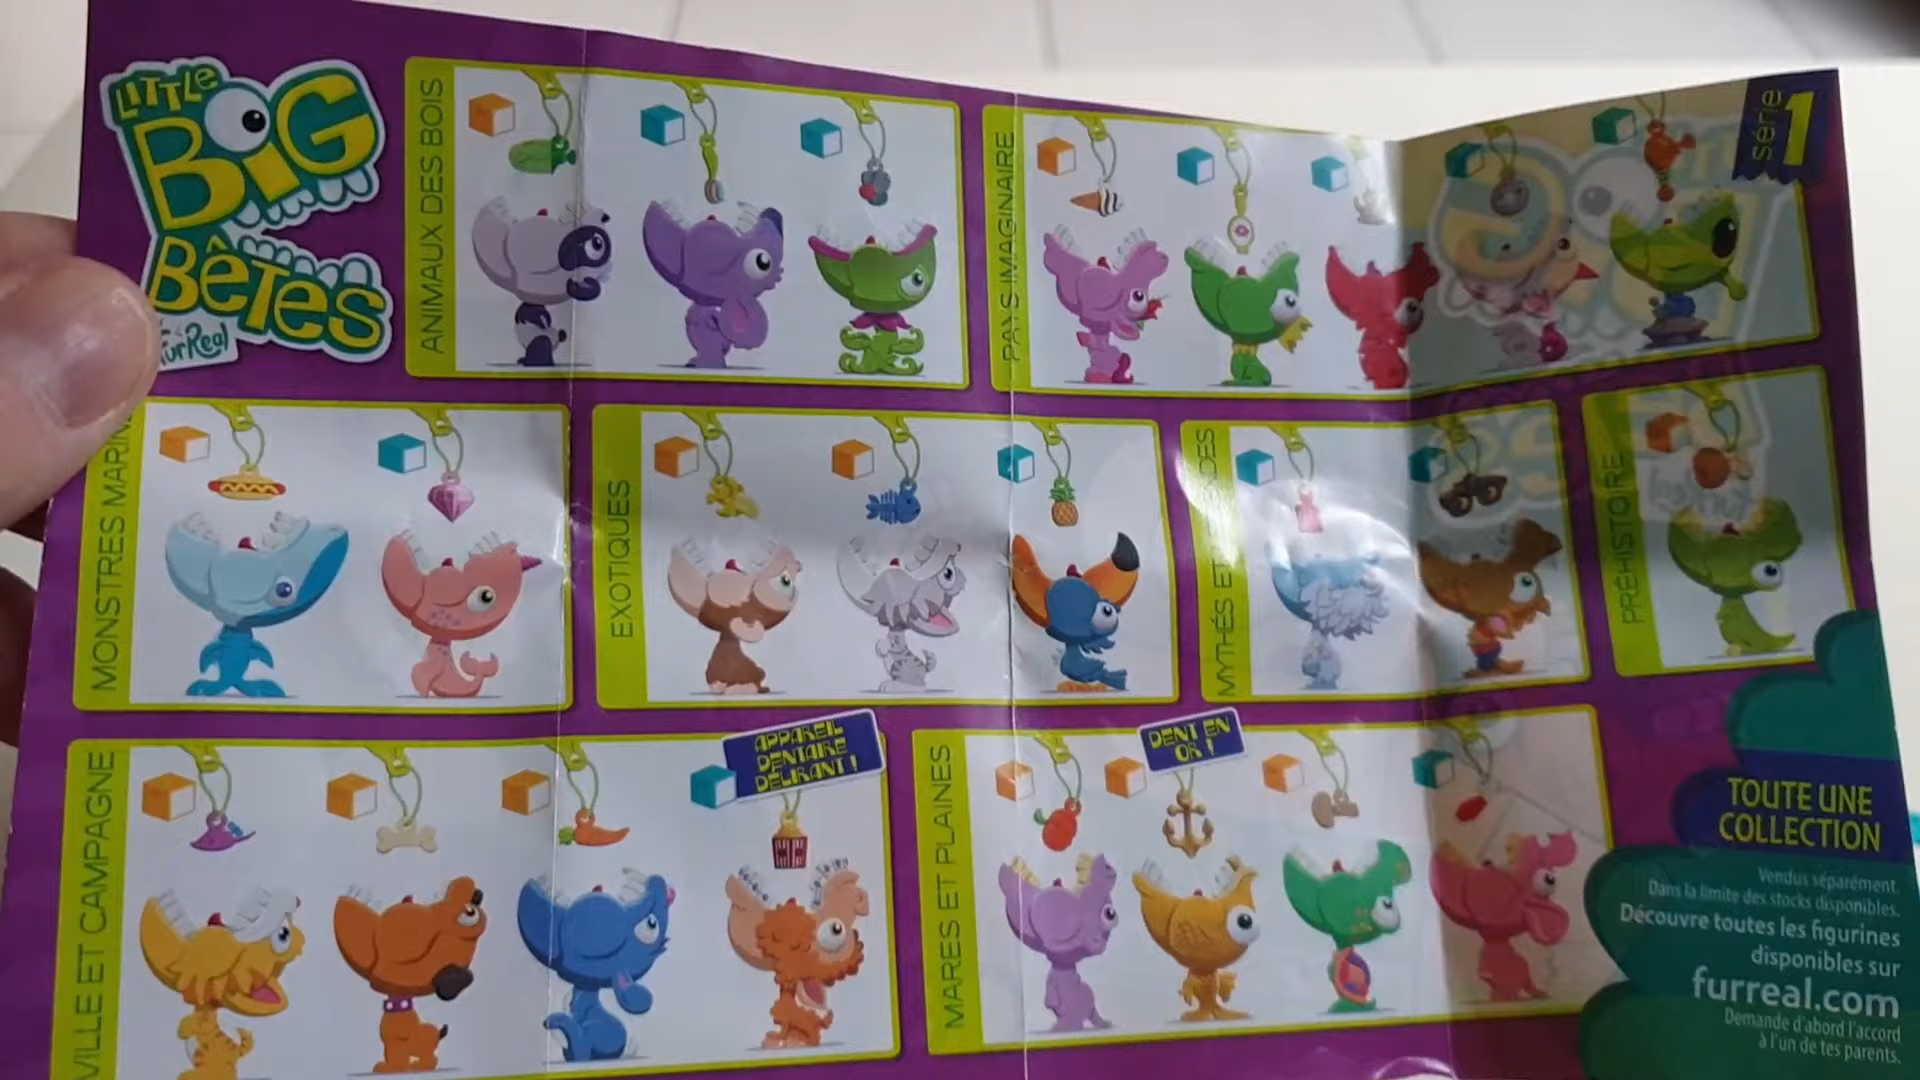 LITTLE
BIG
BÊTES
FurReal
ANIMAUX DES BOIS
PAYS IMAGINAIRE
série 1
MONSTRES MARINS
EXOTIQUES
MYTHES ET LÉGENDES
PRÉHISTOIRE
VILLE ET CAMPAGNE
APPAREIL
DENTAIRE
DÉLIRANT !
MARES ET PLAINES
DENT EN
OR !
TOUTE UNE
COLLECTION
Vendus séparément.
Dans la limite des stocks disponibles.
Découvre toutes les figurines
disponibles sur
furreal.com
Demande d'abord l'accord
à l'un de tes parents.